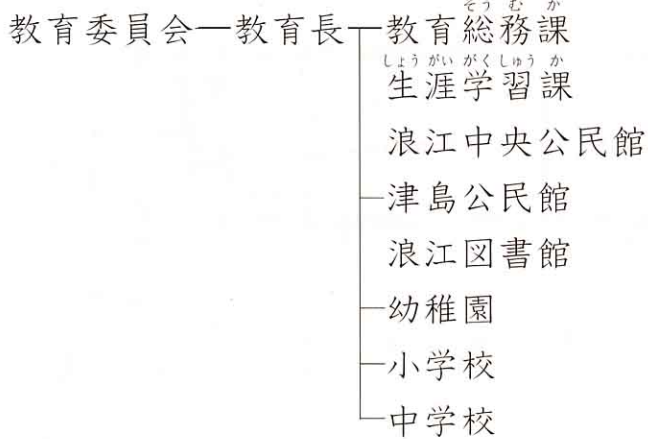 教育委員会―教育長―教育総務課
生涯学習課
浪江中央公民館
津島公民館
浪江図書館
幼稚園
小学校
中学校
そうむか
しょうがいがくしゅうか